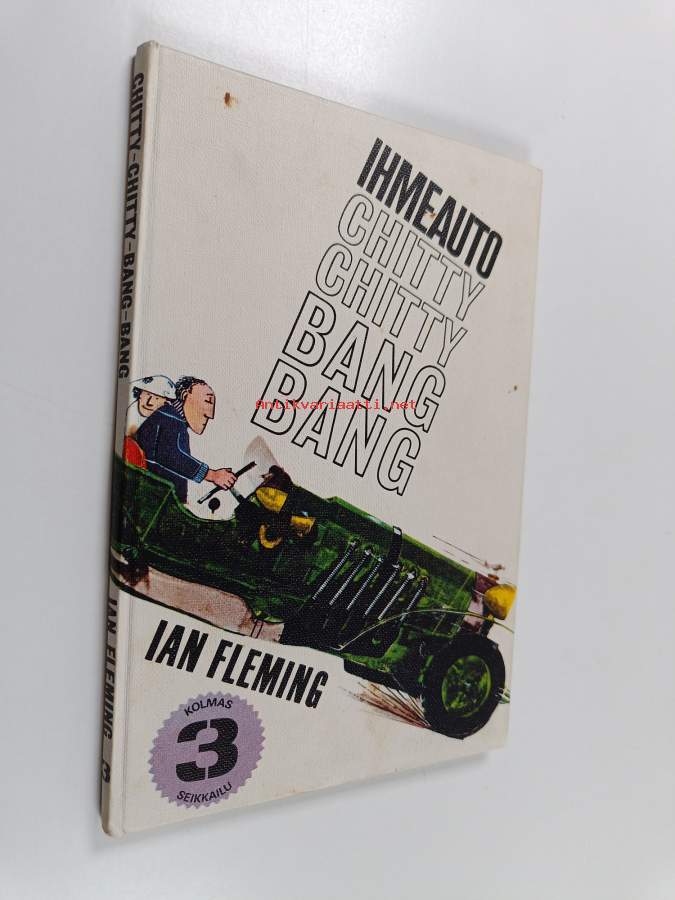 IHMEAUTO
CHITTY
CHITTY
BANG
BANG
Antikvariaatti.net
IAN FLEMING
KOLMAS
3
SEIKKAILU
CHITTY-CHITTY-BANG-BANG
IAN FLEMING 3